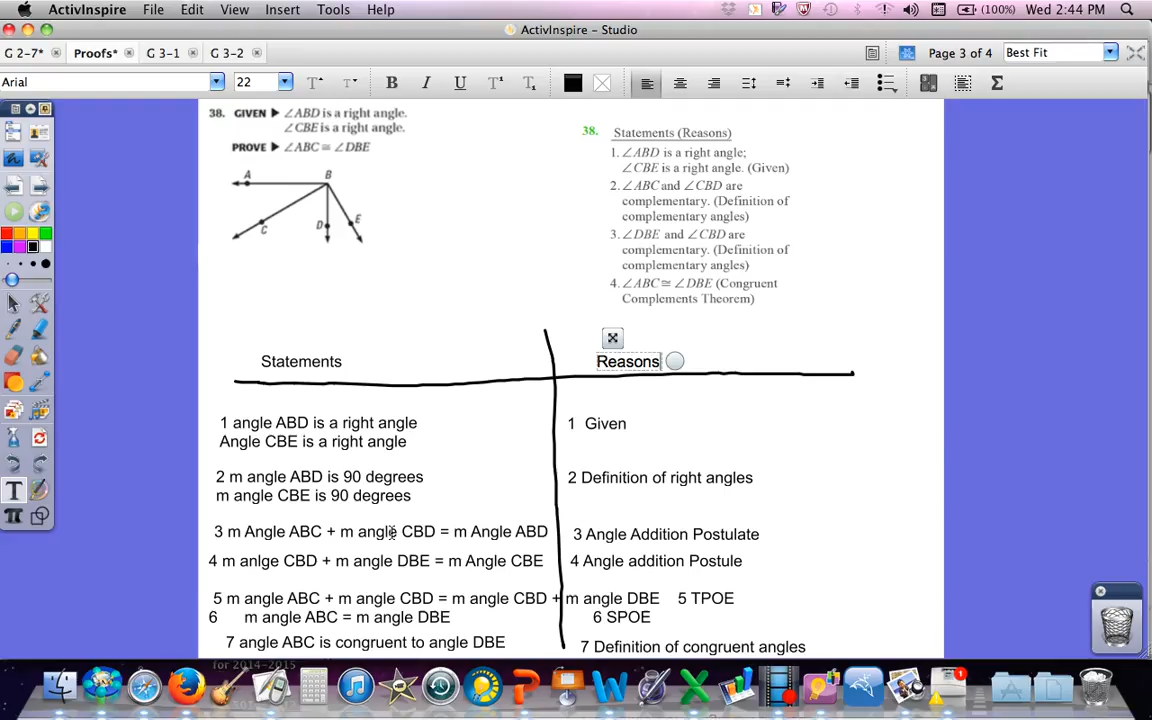 ActivInspire File Edit View Insert Tools Help (100%) Wed 2:44 PM
ActivInspire - Studio
G 2-7* Proofs* G 3-1 G 3-2 Page 3 of 4 Best Fit
Arial 22 B I U
38. GIVEN ▶ ∠ABD is a right angle.
∠CBE is a right angle.
PROVE ▶ ∠ABC ≅ ∠DBE
A B
C D E
38. Statements (Reasons)
1. ∠ABD is a right angle;
∠CBE is a right angle. (Given)
2. ∠ABC and ∠CBD are
complementary. (Definition of
complementary angles)
3. ∠DBE and ∠CBD are
complementary. (Definition of
complementary angles)
4. ∠ABC ≅ ∠DBE (Congruent
Complements Theorem)
Statements Reasons
1 angle ABD is a right angle 1 Given
Angle CBE is a right angle
2 m angle ABD is 90 degrees 2 Definition of right angles
m angle CBE is 90 degrees
3 m Angle ABC + m angle CBD = m Angle ABD 3 Angle Addition Postulate
4 m anlge CBD + m angle DBE = m Angle CBE 4 Angle addition Postule
5 m angle ABC + m angle CBD = m angle CBD + m angle DBE 5 TPOE
6 m angle ABC = m angle DBE 6 SPOE
7 angle ABC is congruent to angle DBE 7 Definition of congruent angles
for 2014-2015